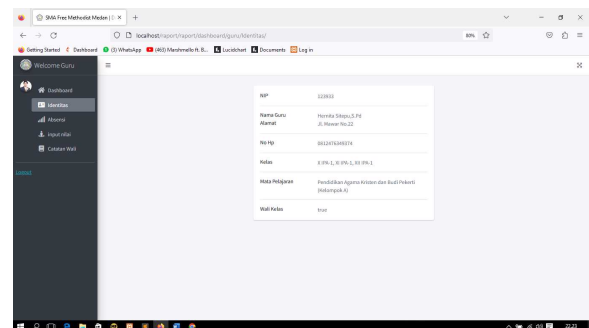 SMA Free Methodist Medan | D
localhost/raport/raport/dashboard/guru/Identitas/
80%
Getting Started
Dashboard
(3) WhatsApp
(463) Marshmello ft. B...
Lucidchart
Documents
Log in
Welcome Guru
Dashboard
Identitas
Absensi
Input nilai
Catatan Wali
Logout
NIP
Nama Guru Hernita Sitepu,S.Pd
Alamat Jl. Mawar No.22
No Hp 0812476349374
Kelas X IPA-1, XI IPA-1, XII IPA-1
Mata Pelajaran Pendidikan Agama Kristen dan Budi Pekerti
(Kelompok A)
Wali Kelas true
22:23